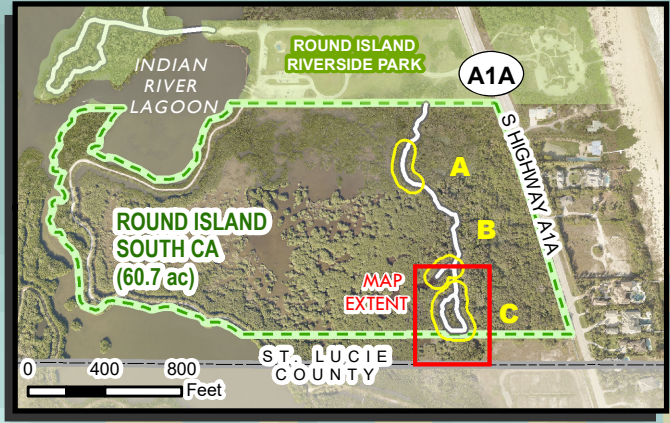 ROUND ISLAND
RIVERSIDE PARK
A1A
INDIAN
RIVER
LAGOON
S HIGHWAY A1A
A
ROUND ISLAND
SOUTH CA
(60.7 ac)
B
MAP
EXTENT
C
ST. LUCIE
COUNTY
0 400 800
Feet